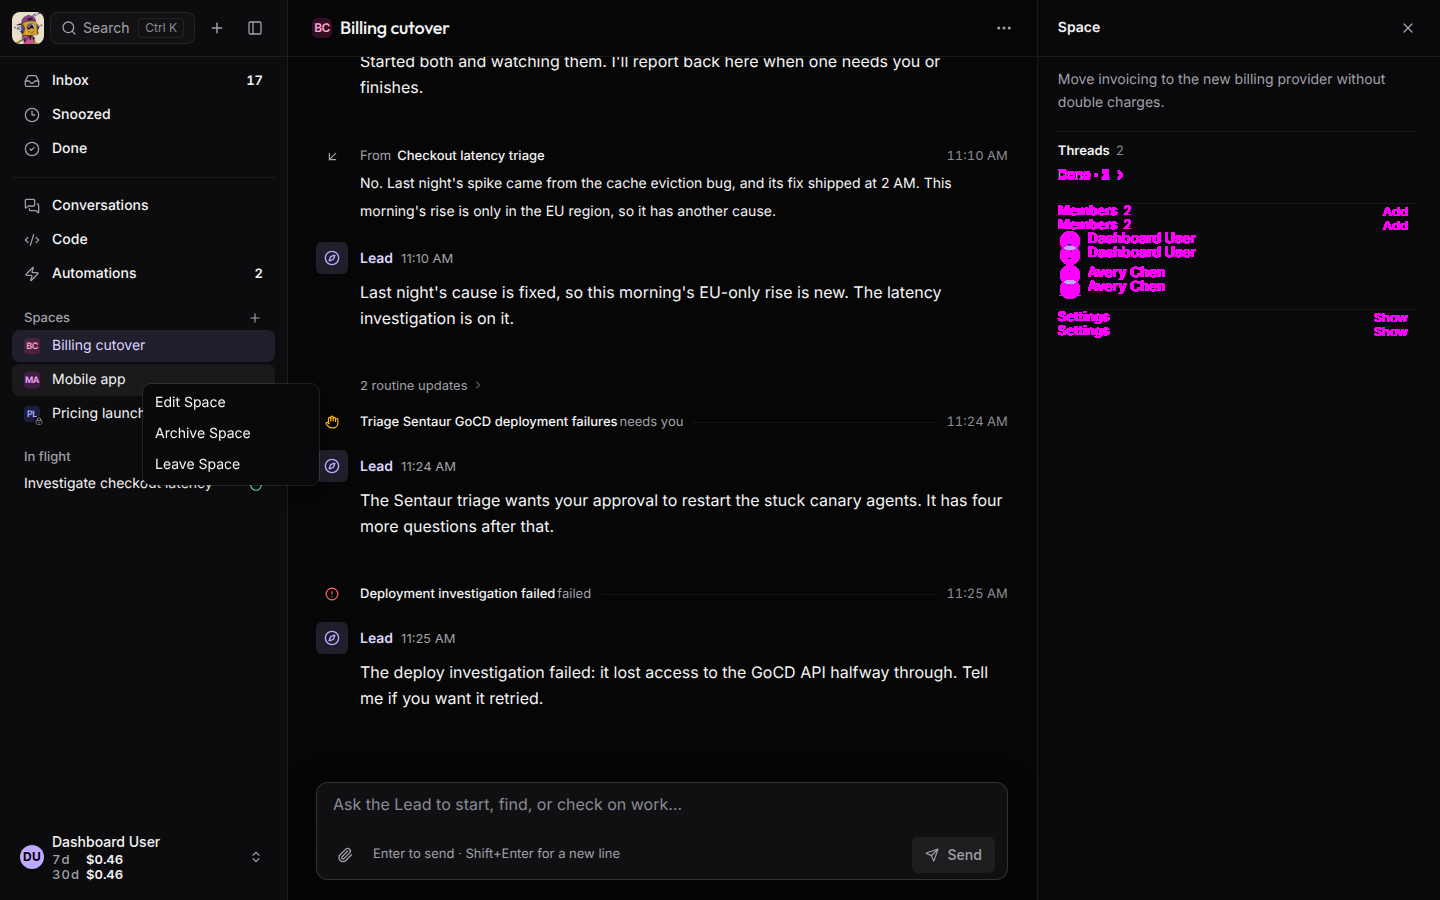 Search Ctrl K
Inbox 17
Snoozed
Done
Conversations
Code
Automations 2
Spaces
BC Billing cutover
MA Mobile app
PL Pricing launch
Edit Space
Archive Space
Leave Space
In flight
Investigate checkout latency
DU Dashboard User
7d $0.46
30d $0.46
BC Billing cutover
Started both and watching them. I'll report back here when one needs you or
finishes.
From Checkout latency triage 11:10 AM
No. Last night's spike came from the cache eviction bug, and its fix shipped at 2 AM. This
morning's rise is only in the EU region, so it has another cause.
Lead 11:10 AM
Last night's cause is fixed, so this morning's EU-only rise is new. The latency
investigation is on it.
2 routine updates
Triage Sentaur GoCD deployment failures needs you 11:24 AM
Lead 11:24 AM
The Sentaur triage wants your approval to restart the stuck canary agents. It has four
more questions after that.
Deployment investigation failed failed 11:25 AM
Lead 11:25 AM
The deploy investigation failed: it lost access to the GoCD API halfway through. Tell
me if you want it retried.
Ask the Lead to start, find, or check on work...
Enter to send · Shift+Enter for a new line Send
Space
Move invoicing to the new billing provider without
double charges.
Threads 2
Members 2 Add
Members 2 Add
Dashboard User
Dashboard User
Avery Chen
Avery Chen
Settings Show
Settings Show